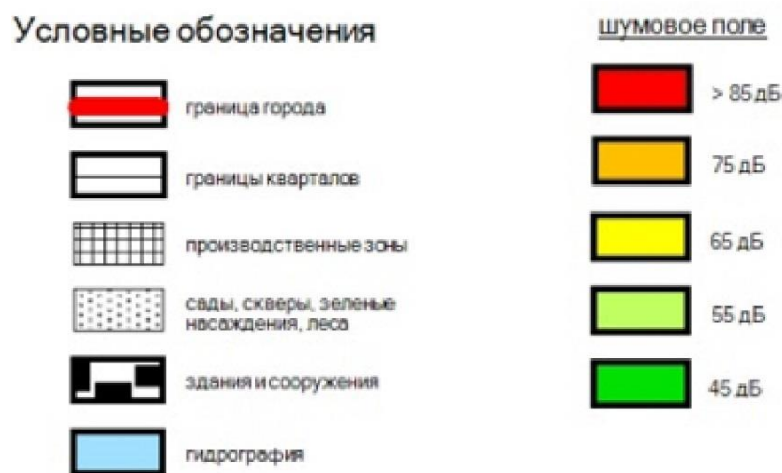 Условные обозначения
граница города
границы кварталов
производственные зоны
сады, скверы, зеленые
насаждения, леса
здания и сооружения
гидрография
шумовое поле
> 85 дБ
75 дБ
65 дБ
55 дБ
45 дБ